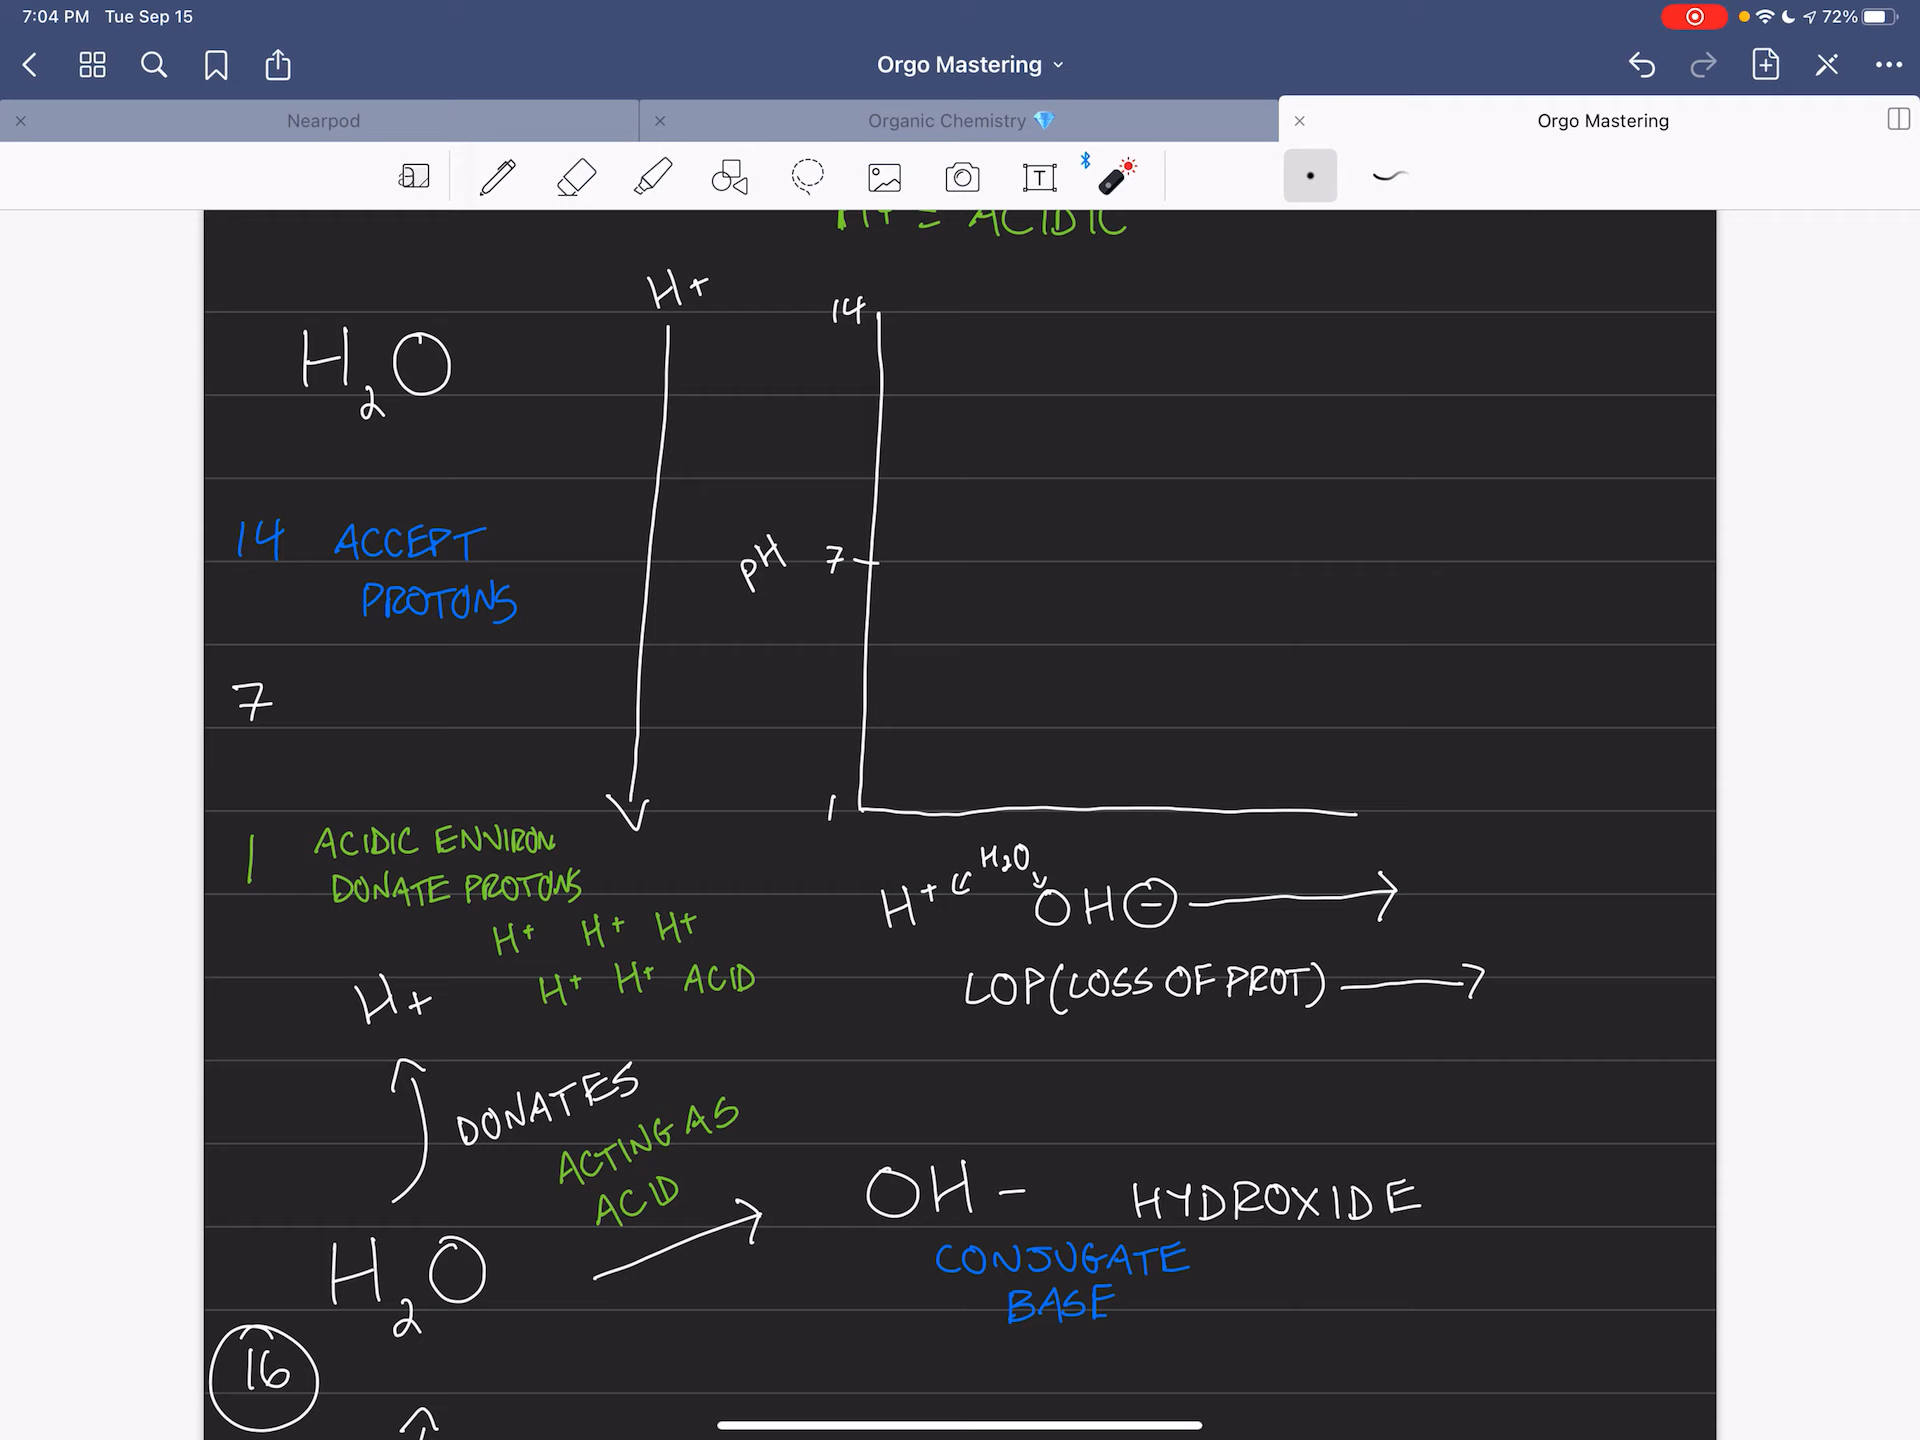 7:04 PM Tue Sep 15
72%
Orgo Mastering
Nearpod
Organic Chemistry 💎
Orgo Mastering
H+ = ACIDIC
H+
14
H2O
14 ACCEPT
PROTONS
pH 7
7
1
1 ACIDIC ENVIRON
DONATE PROTONS
H+ H+ H+
H+ H+ ACID
H2O
H+ OH-
LOP(LOSS OF PROT)
H+
DONATES
ACTING AS
ACID
OH- HYDROXIDE
CONJUGATE
BASE
H2O
16